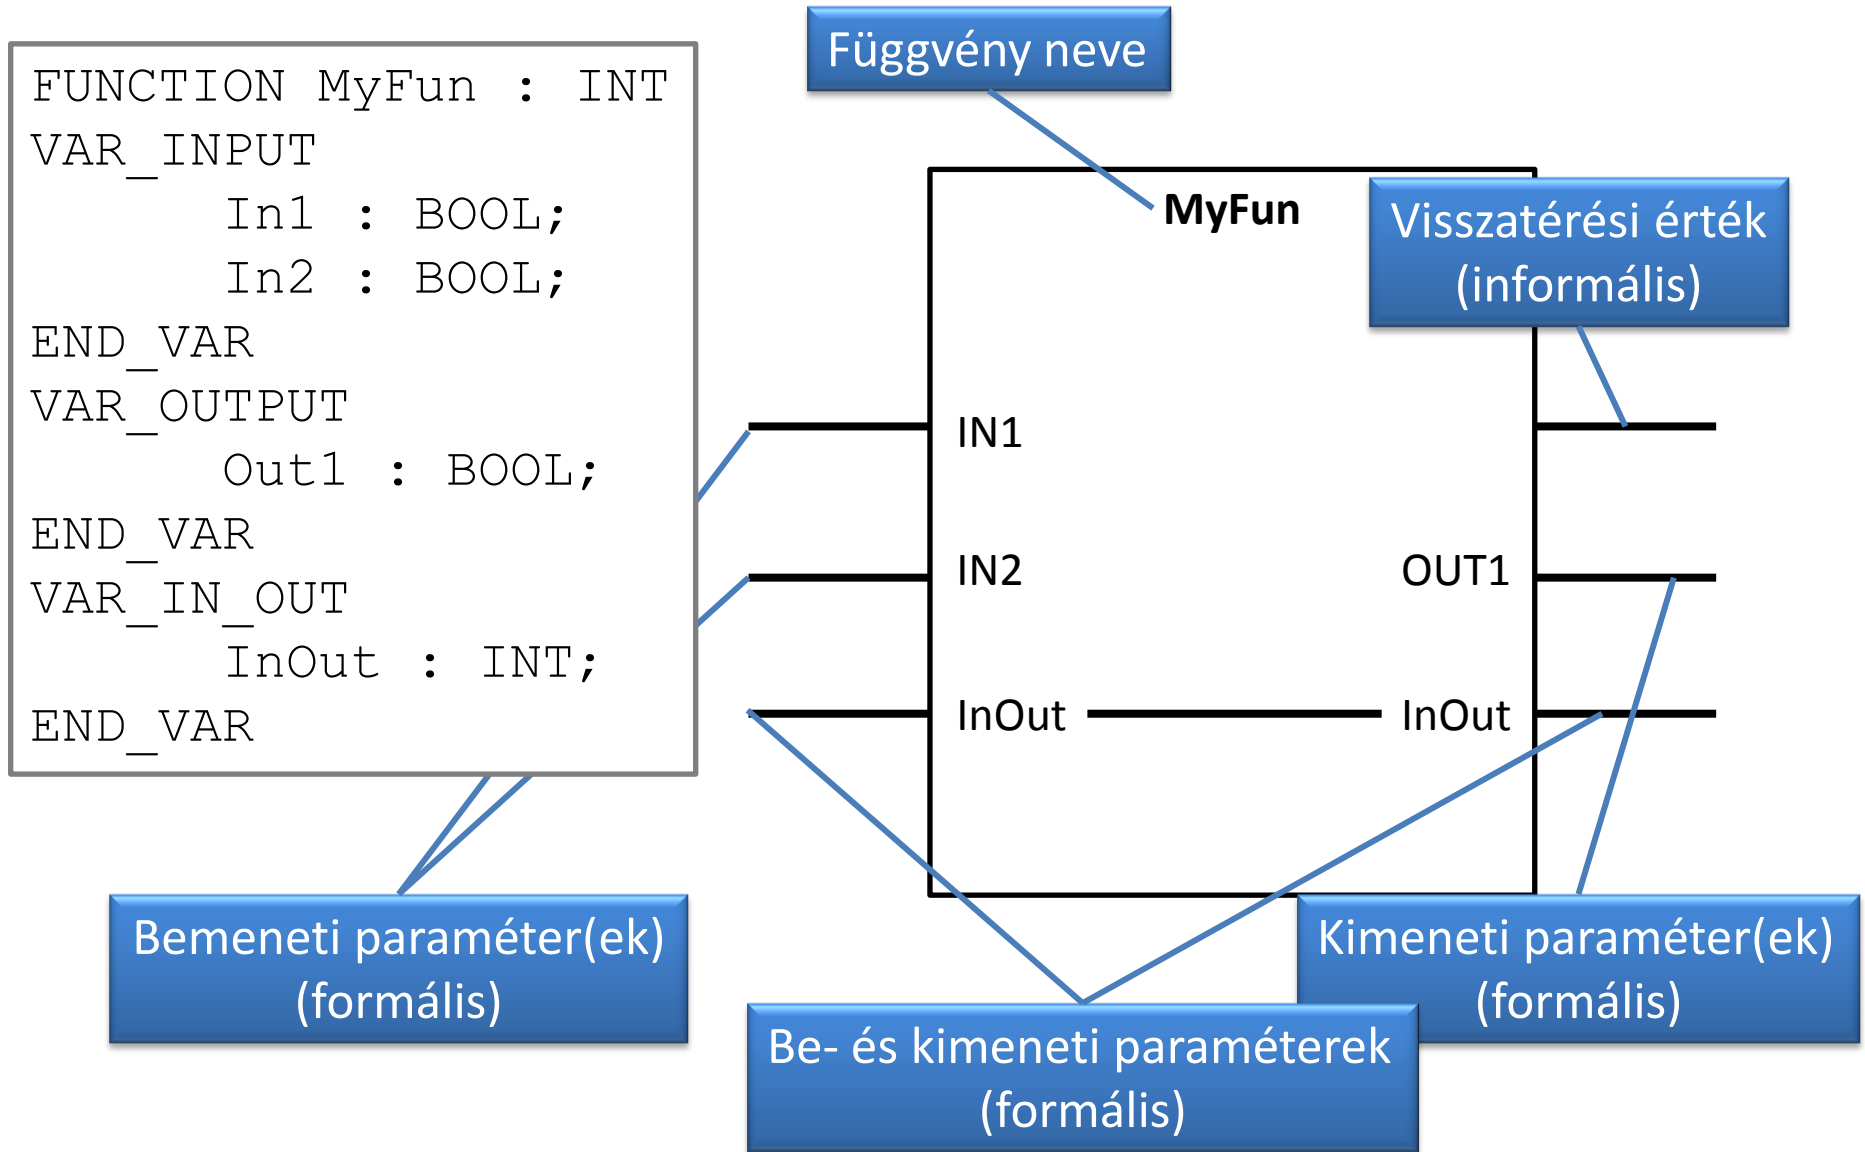 FUNCTION MyFun : INT
VAR_INPUT
In1 : BOOL;
In2 : BOOL;
END_VAR
VAR_OUTPUT
Out1 : BOOL;
END_VAR
VAR_IN_OUT
InOut : INT;
END_VAR
Függvény neve
MyFun
Visszatérési érték
(informális)
IN1
IN2
OUT1
InOut
InOut
Bemeneti paraméter(ek)
(formális)
Kimeneti paraméter(ek)
(formális)
Be- és kimeneti paraméterek
(formális)